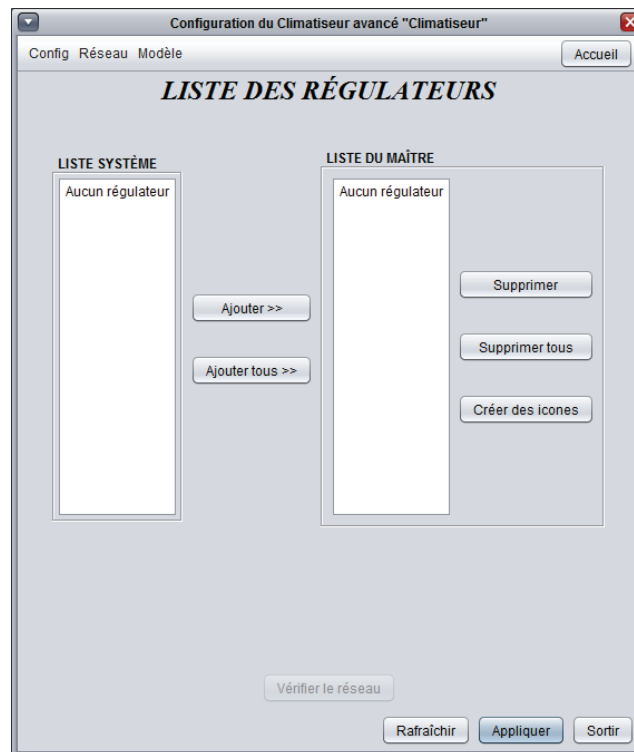 Configuration du Climatiseur avancé "Climatiseur"
Config Réseau Modèle
Accueil
LISTE DES RÉGULATEURS
LISTE SYSTÈME
Aucun régulateur
Ajouter >>
Ajouter tous >>
LISTE DU MAÎTRE
Aucun régulateur
Supprimer
Supprimer tous
Créer des icones
Vérifier le réseau
Rafraîchir Appliquer Sortir